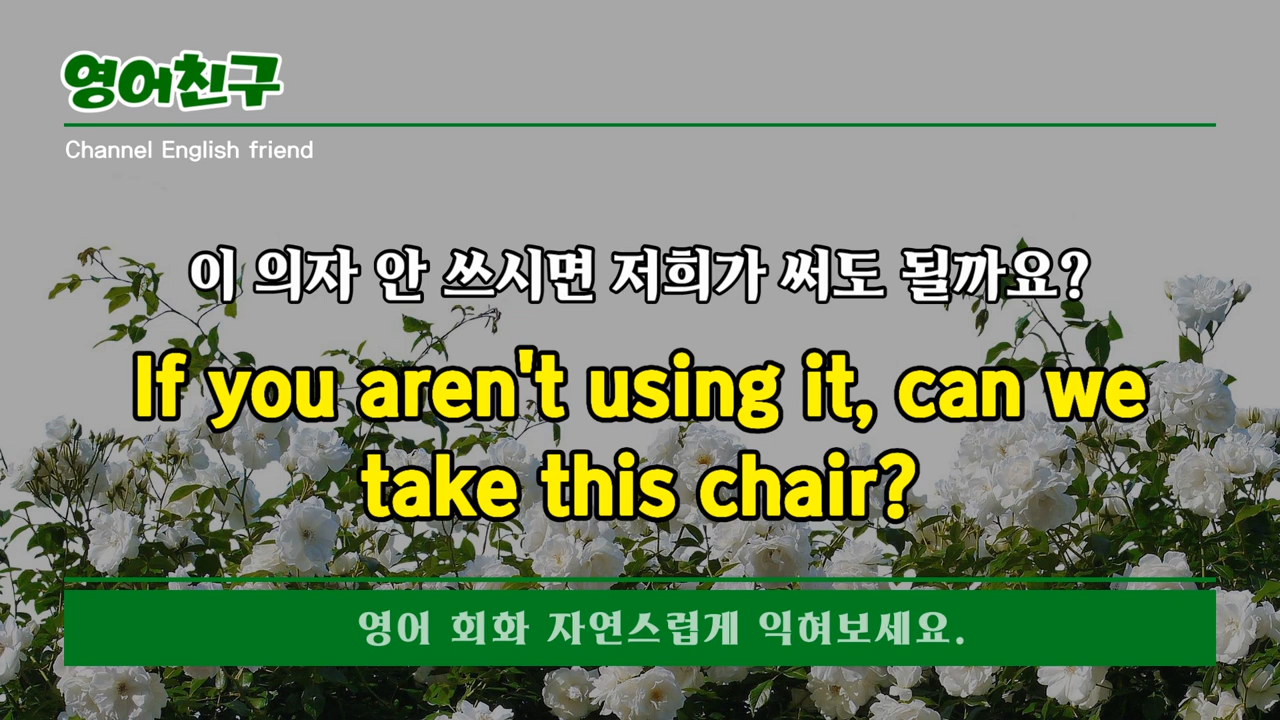 영어친구
Channel English friend
이 의자 안 쓰시면 저희가 써도 될까요?
If you aren't using it, can we
take this chair?
영어 회화 자연스럽게 익혀보세요.